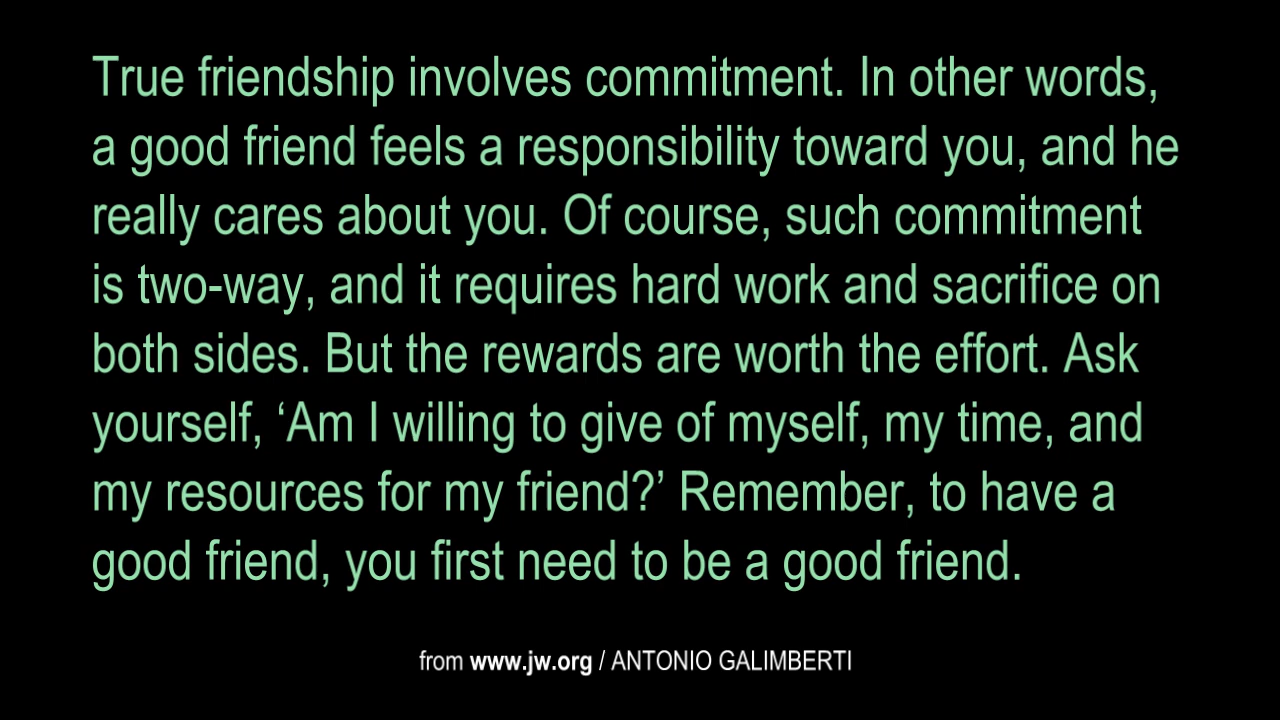 True friendship involves commitment. In other words,
a good friend feels a responsibility toward you, and he
really cares about you. Of course, such commitment
is two-way, and it requires hard work and sacrifice on
both sides. But the rewards are worth the effort. Ask
yourself, ‘Am I willing to give of myself, my time, and
my resources for my friend?’ Remember, to have a
good friend, you first need to be a good friend.
from www.jw.org / ANTONIO GALIMBERTI